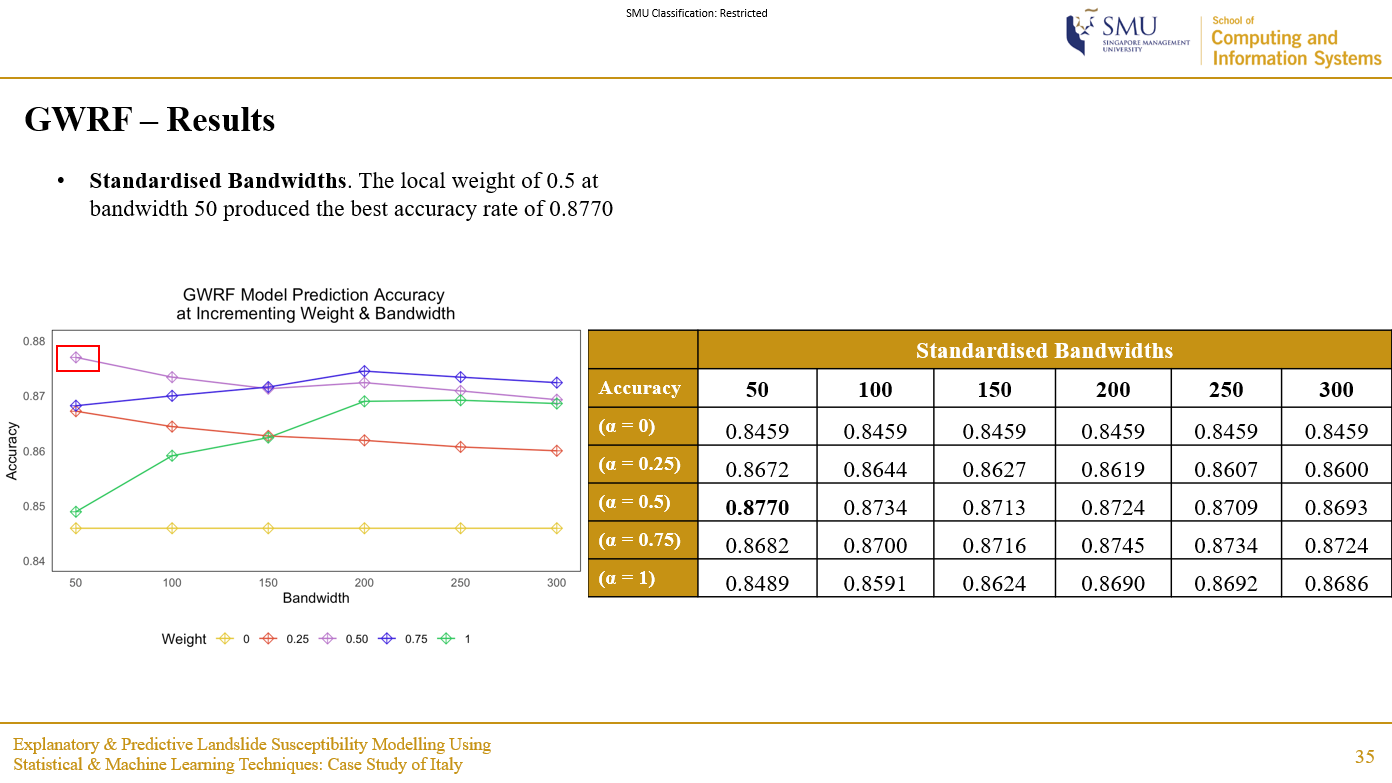 SMU Classification: Restricted
SMU
SINGAPORE MANAGEMENT
UNIVERSITY
School of
Computing and
Information Systems
GWRF – Results
• Standardised Bandwidths. The local weight of 0.5 at
bandwidth 50 produced the best accuracy rate of 0.8770
GWRF Model Prediction Accuracy
at Incrementing Weight & Bandwidth
Accuracy
0.88
0.87
0.86
0.85
0.84
50 100 150 200 250 300
Bandwidth
Weight 0 0.25 0.50 0.75 1
Standardised Bandwidths
Accuracy 50 100 150 200 250 300
(α = 0) 0.8459 0.8459 0.8459 0.8459 0.8459 0.8459
(α = 0.25) 0.8672 0.8644 0.8627 0.8619 0.8607 0.8600
(α = 0.5) 0.8770 0.8734 0.8713 0.8724 0.8709 0.8693
(α = 0.75) 0.8682 0.8700 0.8716 0.8745 0.8734 0.8724
(α = 1) 0.8489 0.8591 0.8624 0.8690 0.8692 0.8686
Explanatory & Predictive Landslide Susceptibility Modelling Using
Statistical & Machine Learning Techniques: Case Study of Italy
35